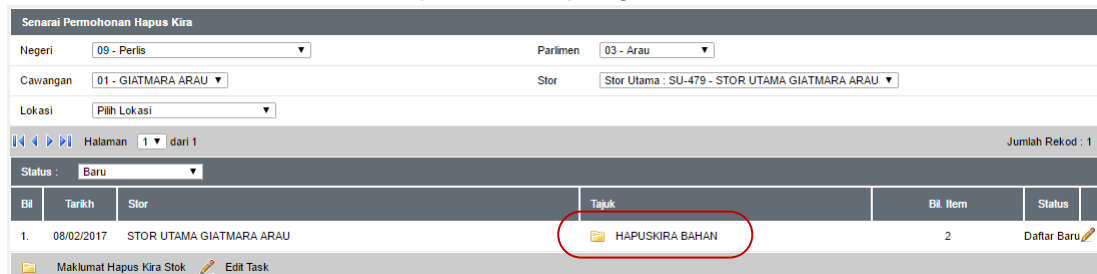 Senarai Permohonan Hapus Kira
Negeri 09 - Perlis Parlimen 03 - Arau
Cawangan 01 - GIATMARA ARAU Stor Stor Utama : SU-479 - STOR UTAMA GIATMARA ARAU
Lokasi Pilih Lokasi
Halaman 1 dari 1 Jumlah Rekod : 1
Status : Baru
Bil Tarikh Stor Tajuk Bil. Item Status
1. 08/02/2017 STOR UTAMA GIATMARA ARAU HAPUSKIRA BAHAN 2 Daftar Baru
Maklumat Hapus Kira Stok Edit Task